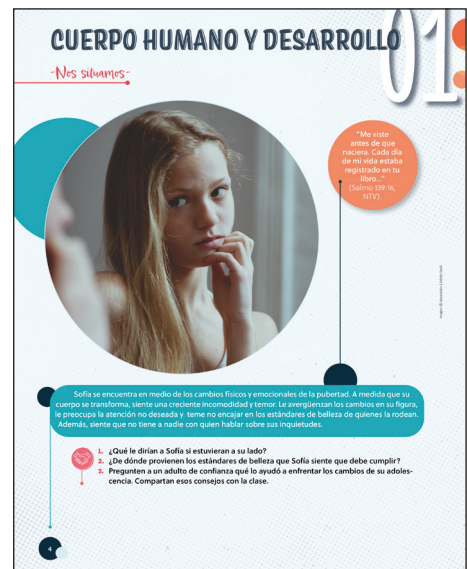 CUERPO HUMANO Y DESARROLLO
01
-Nos situamos-
"Me viste
antes de que
naciera. Cada día
de mi vida estaba
registrado en tu
libro..."
(Salmo 139:16,
NTV).
Sofía se encuentra en medio de los cambios físicos y emocionales de la pubertad. A medida que su
cuerpo se transforma, siente una creciente incomodidad y temor. Le avergüenzan los cambios en su figura,
le preocupa la atención no deseada y teme no encajar en los estándares de belleza de quienes la rodean.
Además, siente que no tiene a nadie con quien hablar sobre sus inquietudes.
1. ¿Qué le dirían a Sofía si estuvieran a su lado?
2. ¿De dónde provienen los estándares de belleza que Sofía siente que debe cumplir?
3. Pregunten a un adulto de confianza qué lo ayudó a enfrentar los cambios de su adoles-
cencia. Compartan esos consejos con la clase.
4